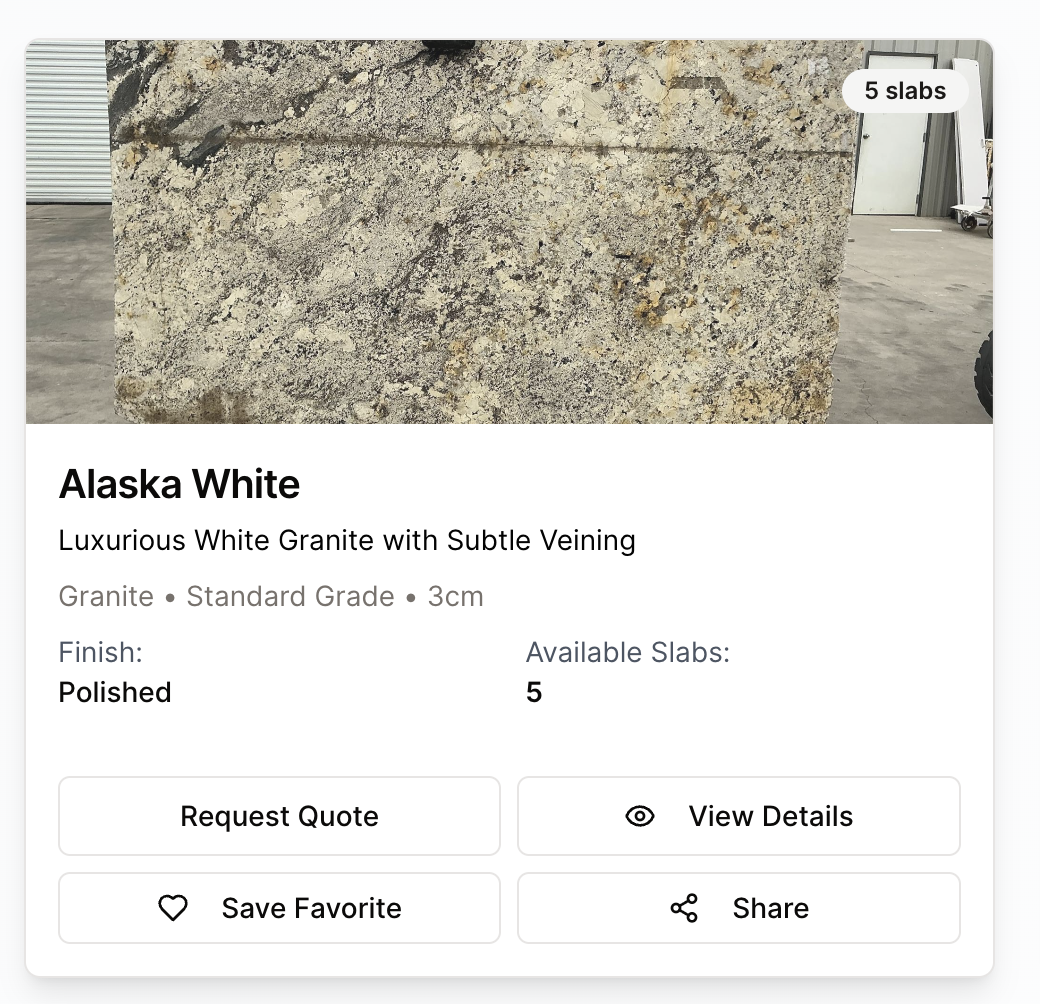 5 slabs
Alaska White
Luxurious White Granite with Subtle Veining
Granite • Standard Grade • 3cm
Finish:
Available Slabs:
Polished
5
Request Quote
View Details
Save Favorite
Share